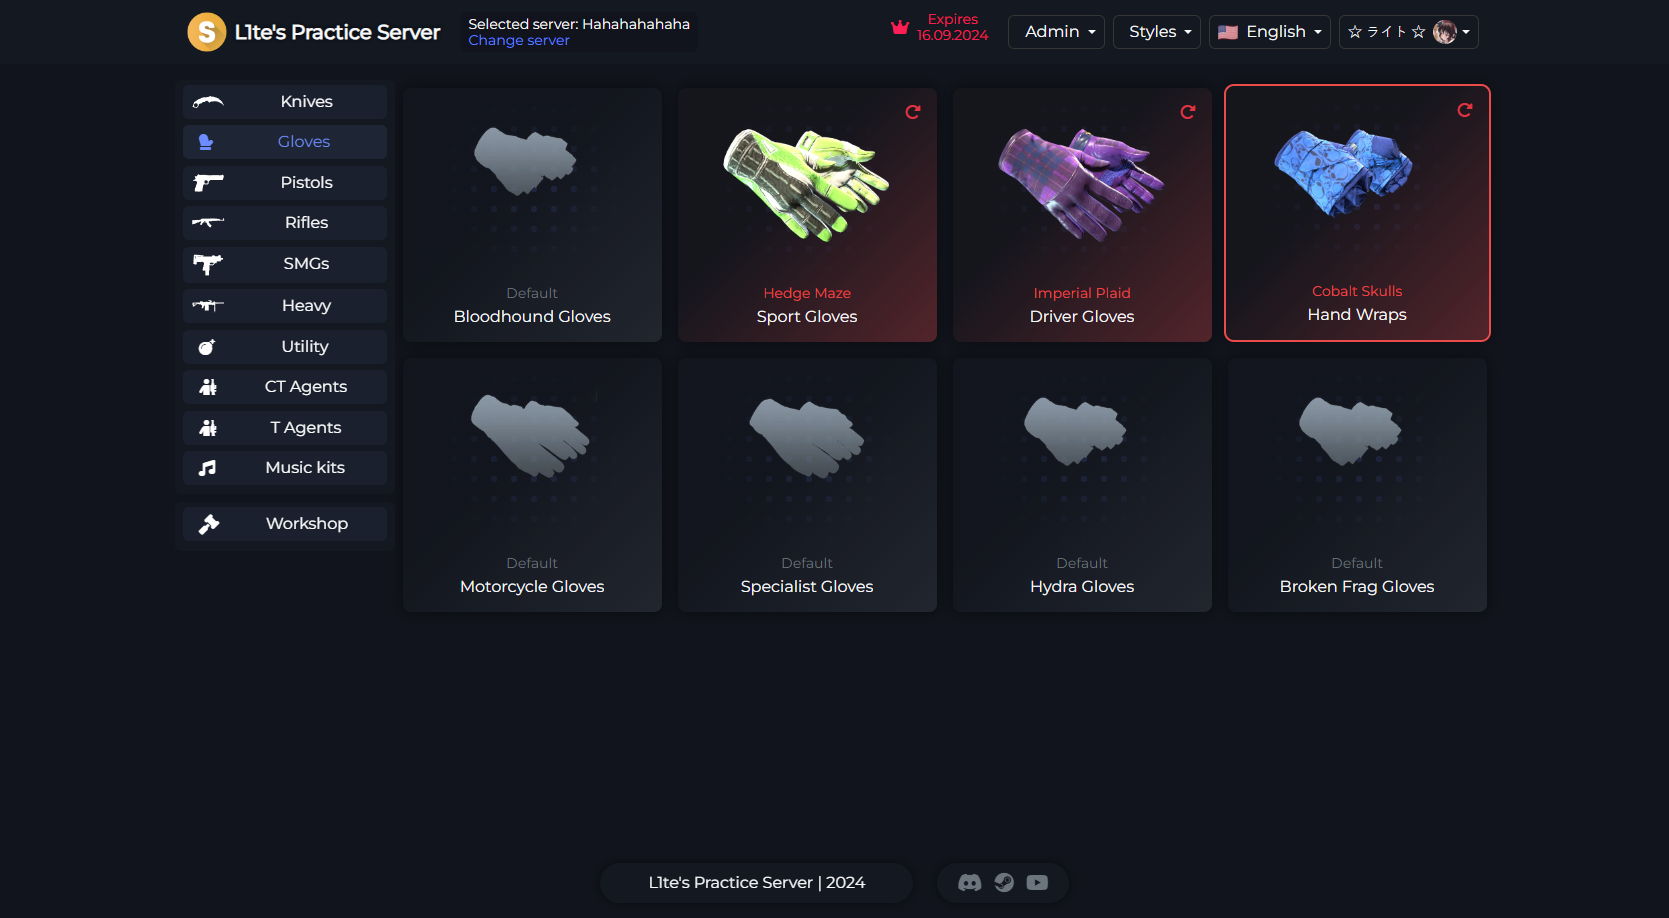 S L1te's Practice Server
Selected server: Hahahahahaha
Change server
Expires
16.09.2024
Admin
Styles
English
☆ ライト ☆
Knives
Gloves
Pistols
Rifles
SMGs
Heavy
Utility
CT Agents
T Agents
Music kits
Workshop
Default
Bloodhound Gloves
Hedge Maze
Sport Gloves
Imperial Plaid
Driver Gloves
Cobalt Skulls
Hand Wraps
Default
Motorcycle Gloves
Default
Specialist Gloves
Default
Hydra Gloves
Default
Broken Frag Gloves
L1te's Practice Server | 2024